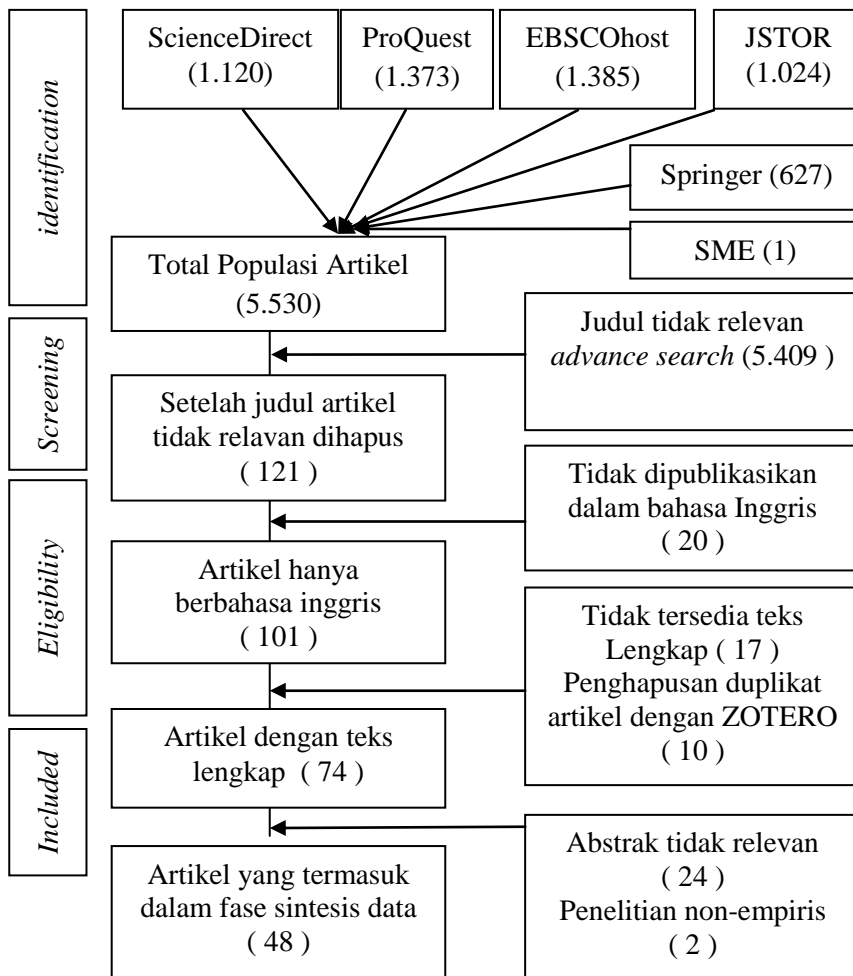 identification
ScienceDirect
(1.120)
ProQuest
(1.373)
EBSCOhost
(1.385)
JSTOR
(1.024)
Springer (627)
SME (1)
Total Populasi Artikel
(5.530)
Screening
Judul tidak relevan
advance search (5.409 )
Setelah judul artikel
tidak relavan dihapus
( 121 )
Eligibility
Tidak dipublikasikan
dalam bahasa Inggris
( 20 )
Artikel hanya
berbahasa inggris
( 101 )
Tidak tersedia teks
Lengkap ( 17 )
Penghapusan duplikat
artikel dengan ZOTERO
( 10 )
Included
Artikel dengan teks
lengkap ( 74 )
Abstrak tidak relevan
( 24 )
Penelitian non-empiris
( 2 )
Artikel yang termasuk
dalam fase sintesis data
( 48 )